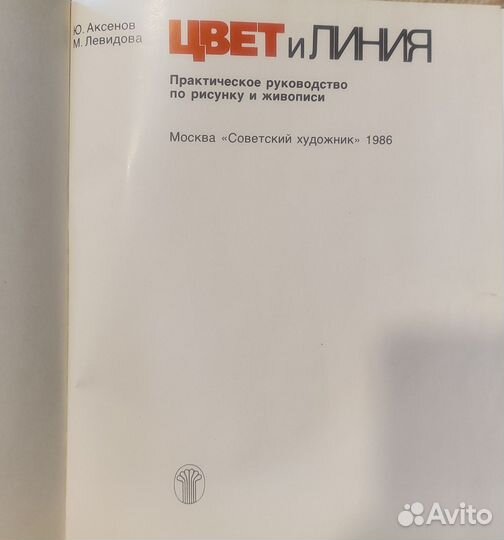 Ю. Аксенов
М. Левидова
ЦВЕТ и ЛИНИЯ
Практическое руководство
по рисунку и живописи
Москва «Советский художник» 1986
Avito